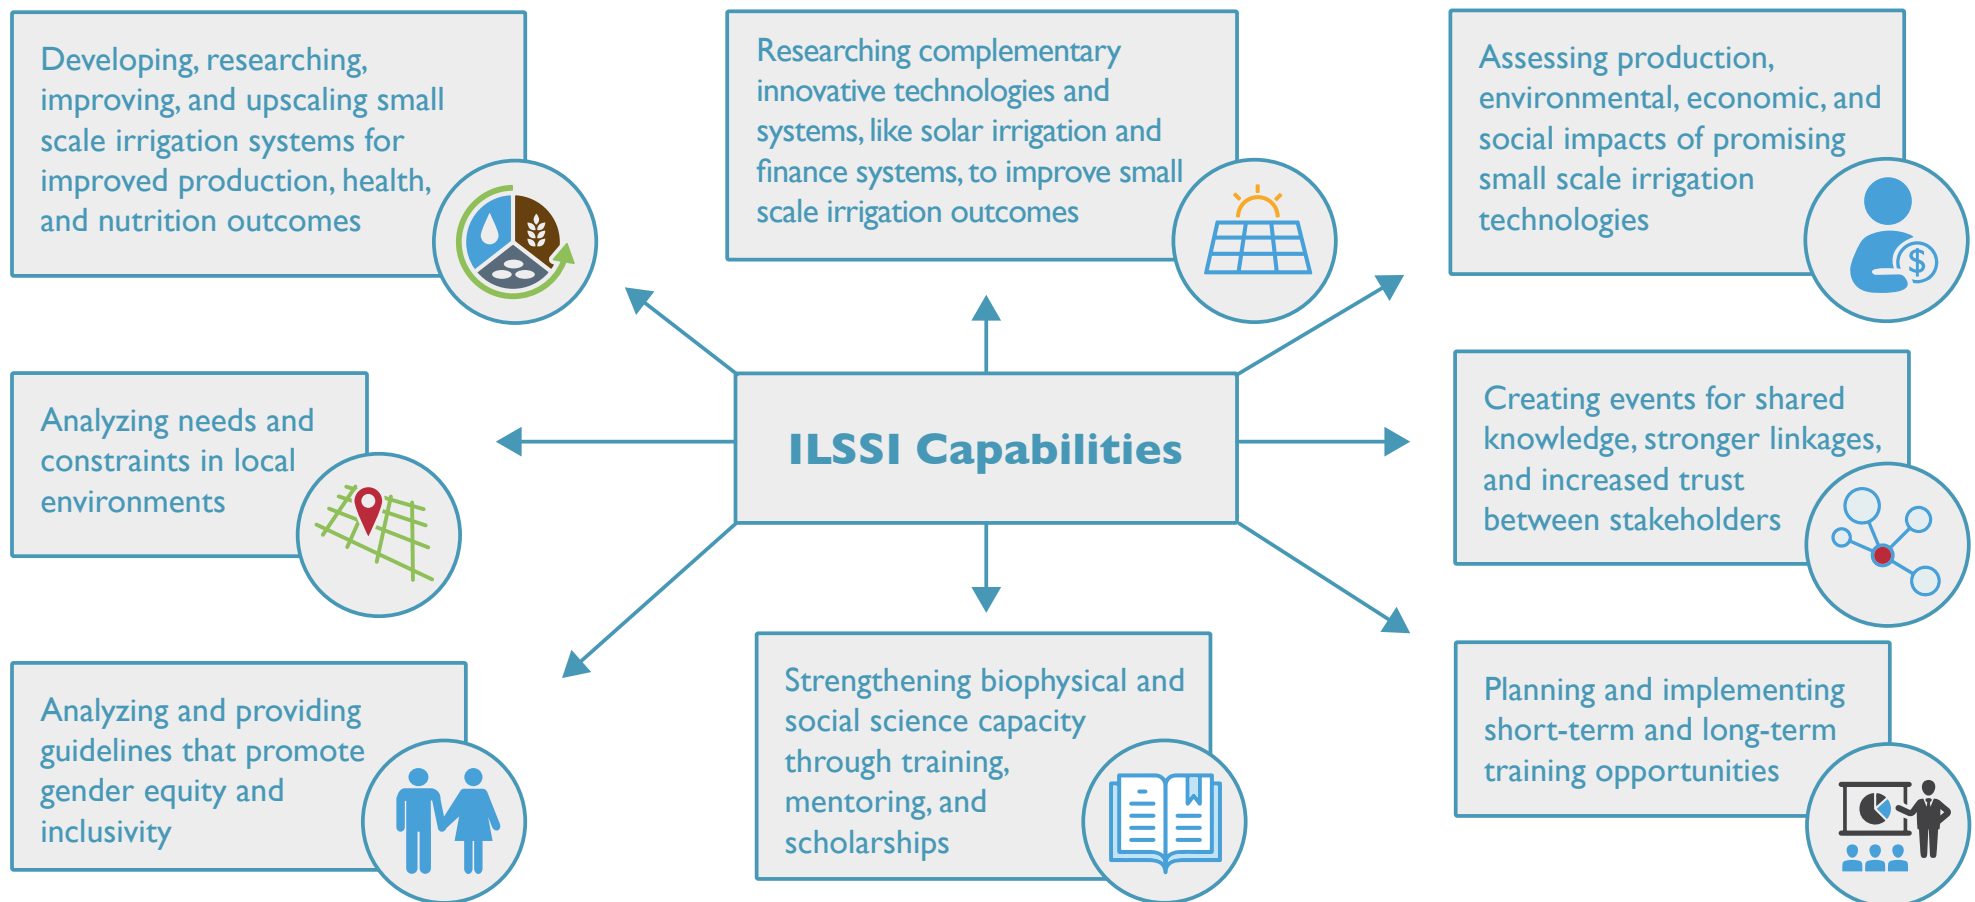 Developing, researching,
improving, and upscaling small
scale irrigation systems for
improved production, health,
and nutrition outcomes
Researching complementary
innovative technologies and
systems, like solar irrigation and
finance systems, to improve small
scale irrigation outcomes
Assessing production,
environmental, economic, and
social impacts of promising
small scale irrigation
technologies
$
Analyzing needs and
constraints in local
environments
ILSSI Capabilities
Creating events for shared
knowledge, stronger linkages,
and increased trust
between stakeholders
Analyzing and providing
guidelines that promote
gender equity and
inclusivity
Strengthening biophysical and
social science capacity
through training,
mentoring, and
scholarships
Planning and implementing
short-term and long-term
training opportunities